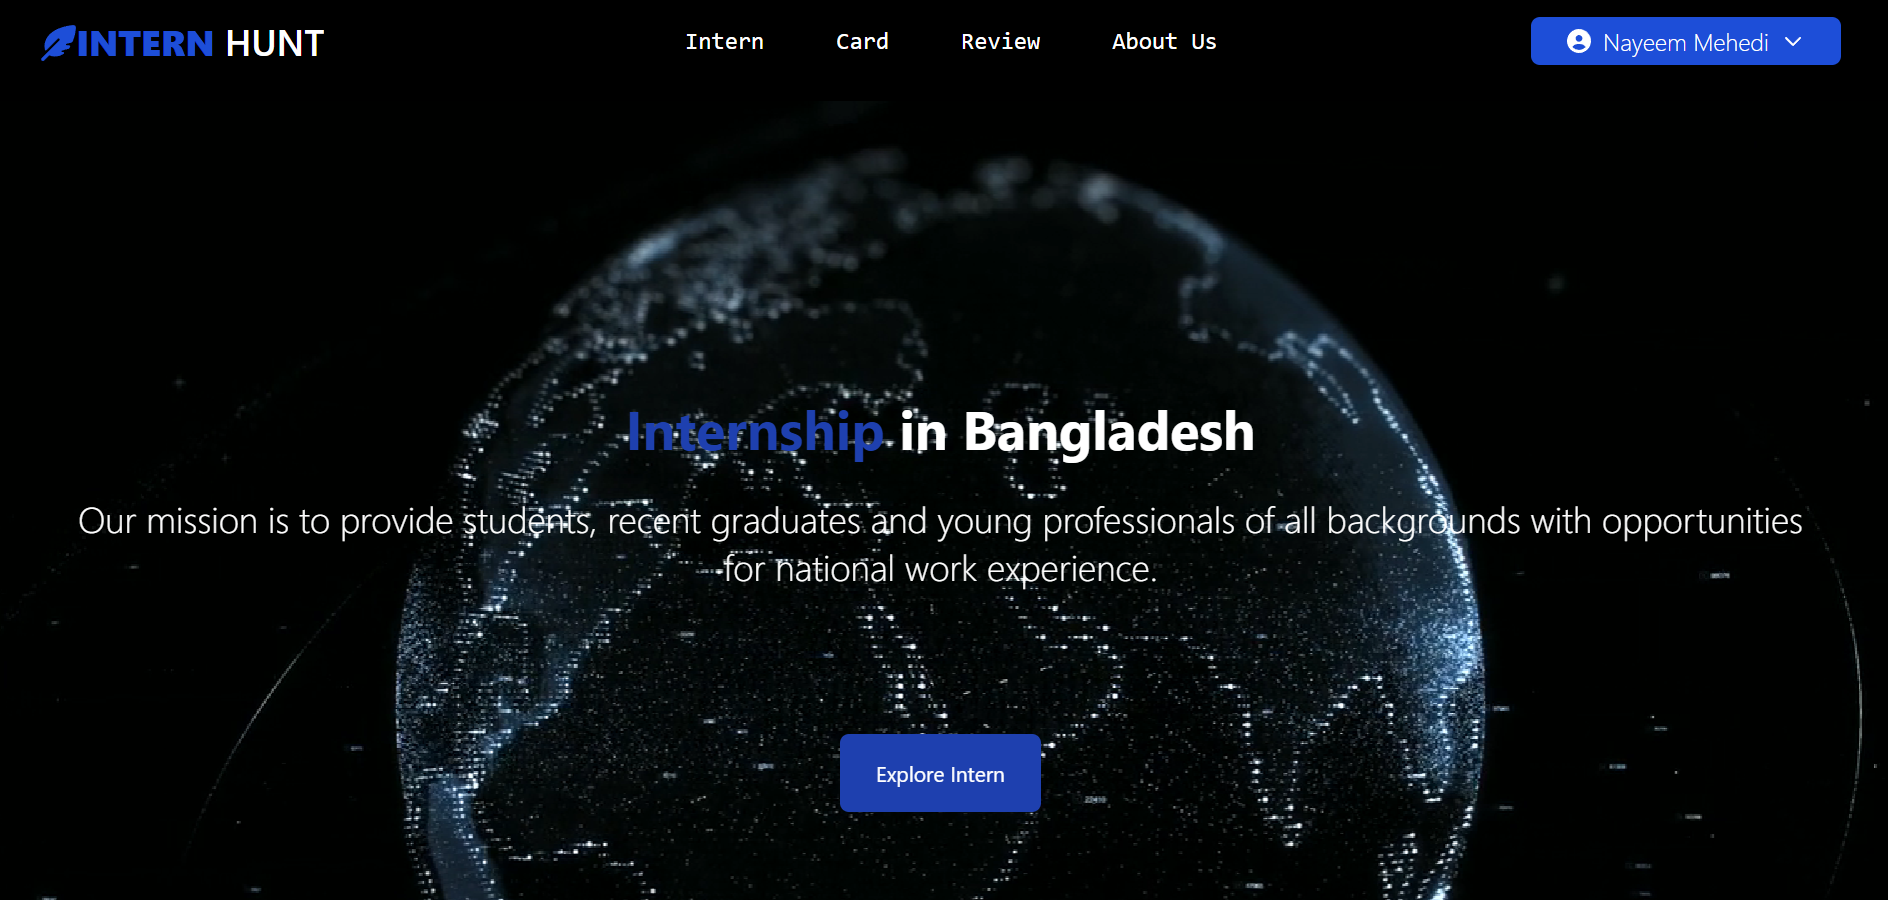 INTERN HUNT
Intern
Card
Review
About Us
Nayeem Mehedi
Internship in Bangladesh
Our mission is to provide students, recent graduates and young professionals of all backgrounds with opportunities
for national work experience.
Explore Intern